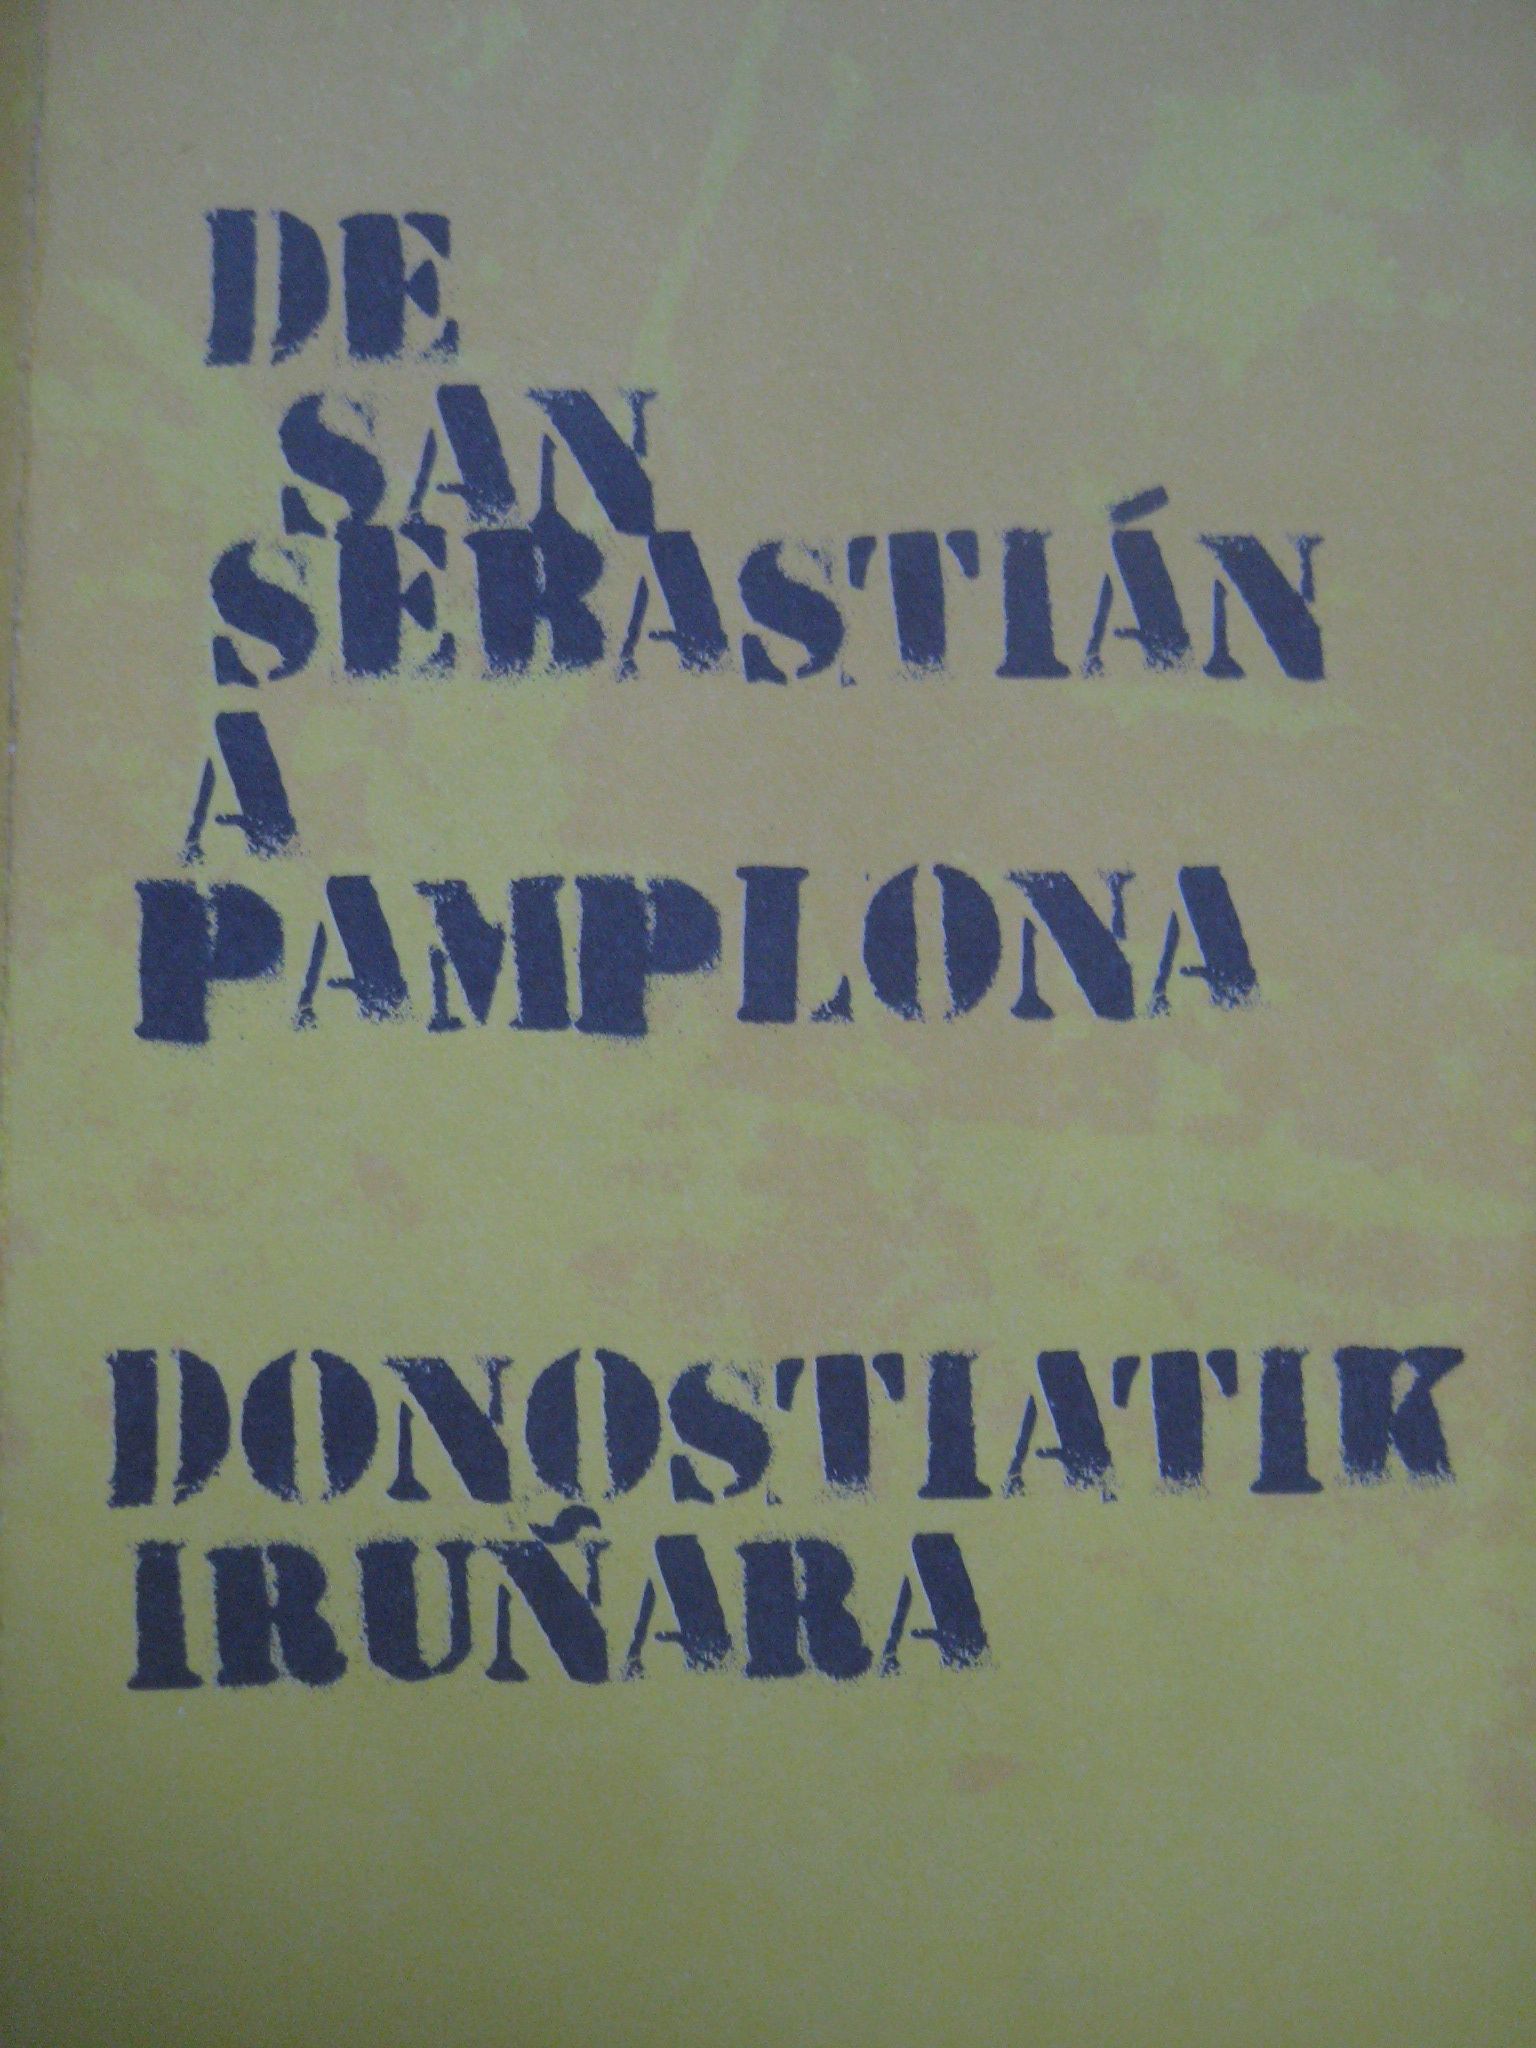 DE
SAN
SEBASTIÁN
A
PAMPLONA
DONOSTIATIK
IRUÑARA